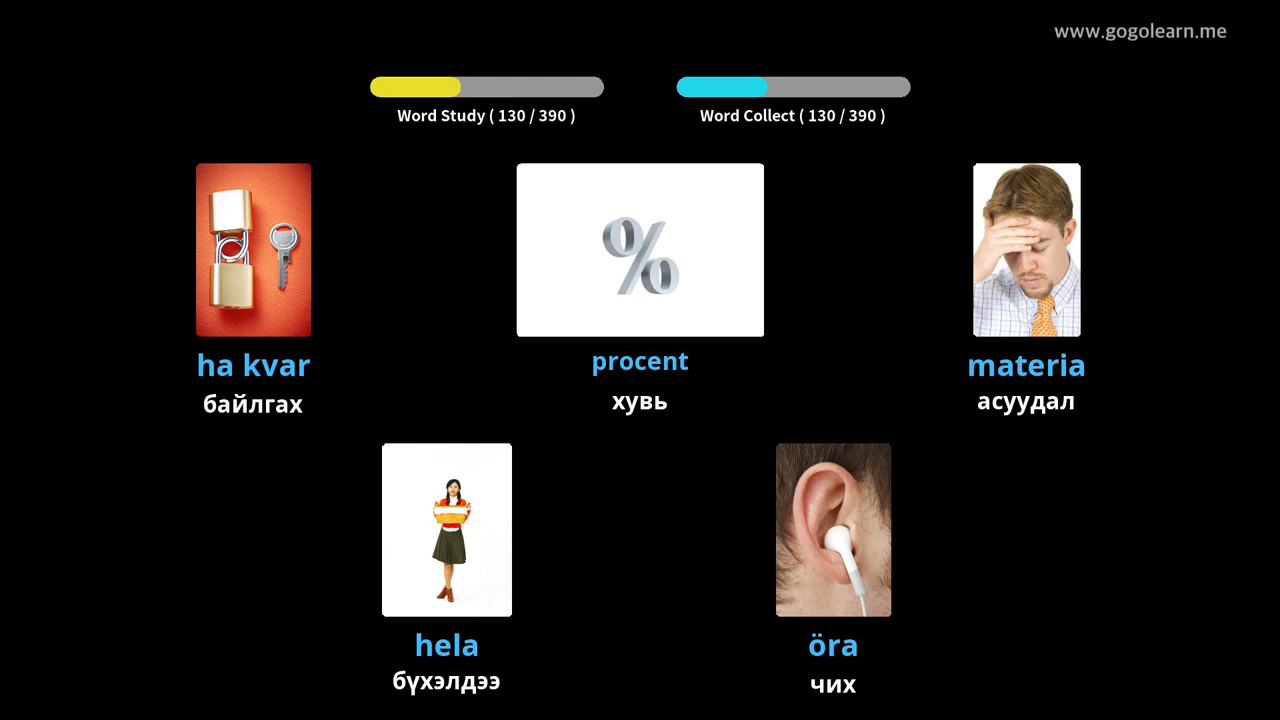 www.gogolearn.me
Word Study ( 130 / 390 )
Word Collect ( 130 / 390 )
ha kvar
байлгах
procent
хувь
materia
асуудал
hela
бүхэлдээ
öra
чих